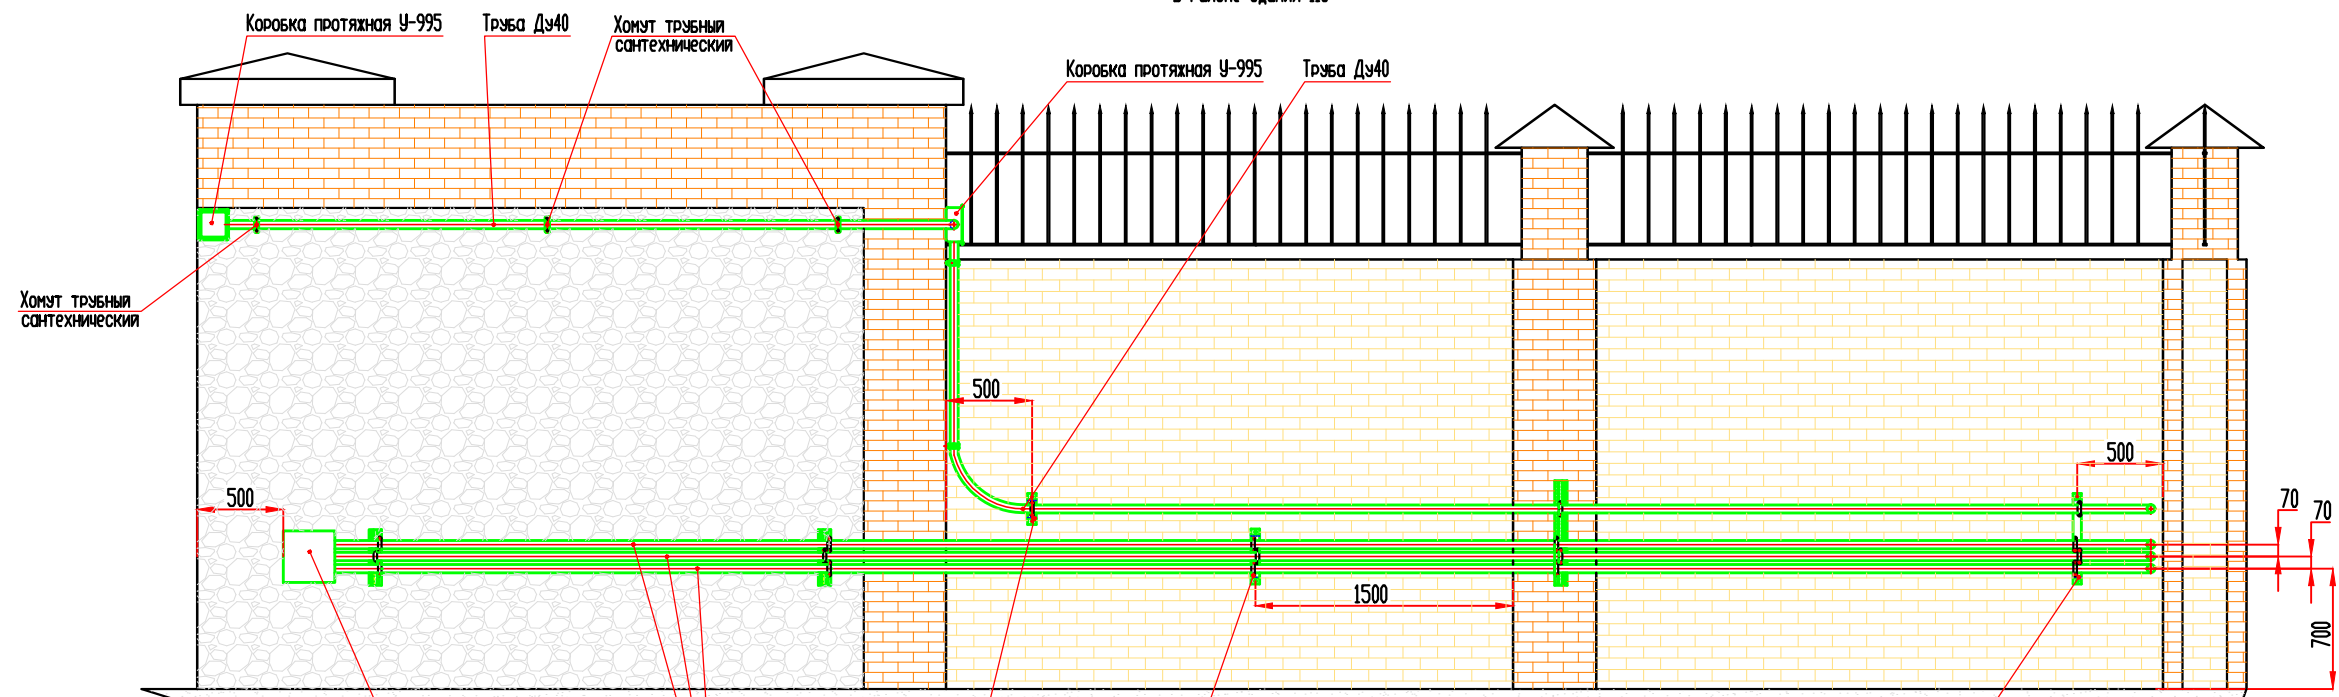 Коробка протяжная У-995
Труба Ду40
Хомут трубный
сантехнический
Коробка протяжная У-995
Труба Ду40
Хомут трубный
сантехнический
500
500
500
70
70
1500
700